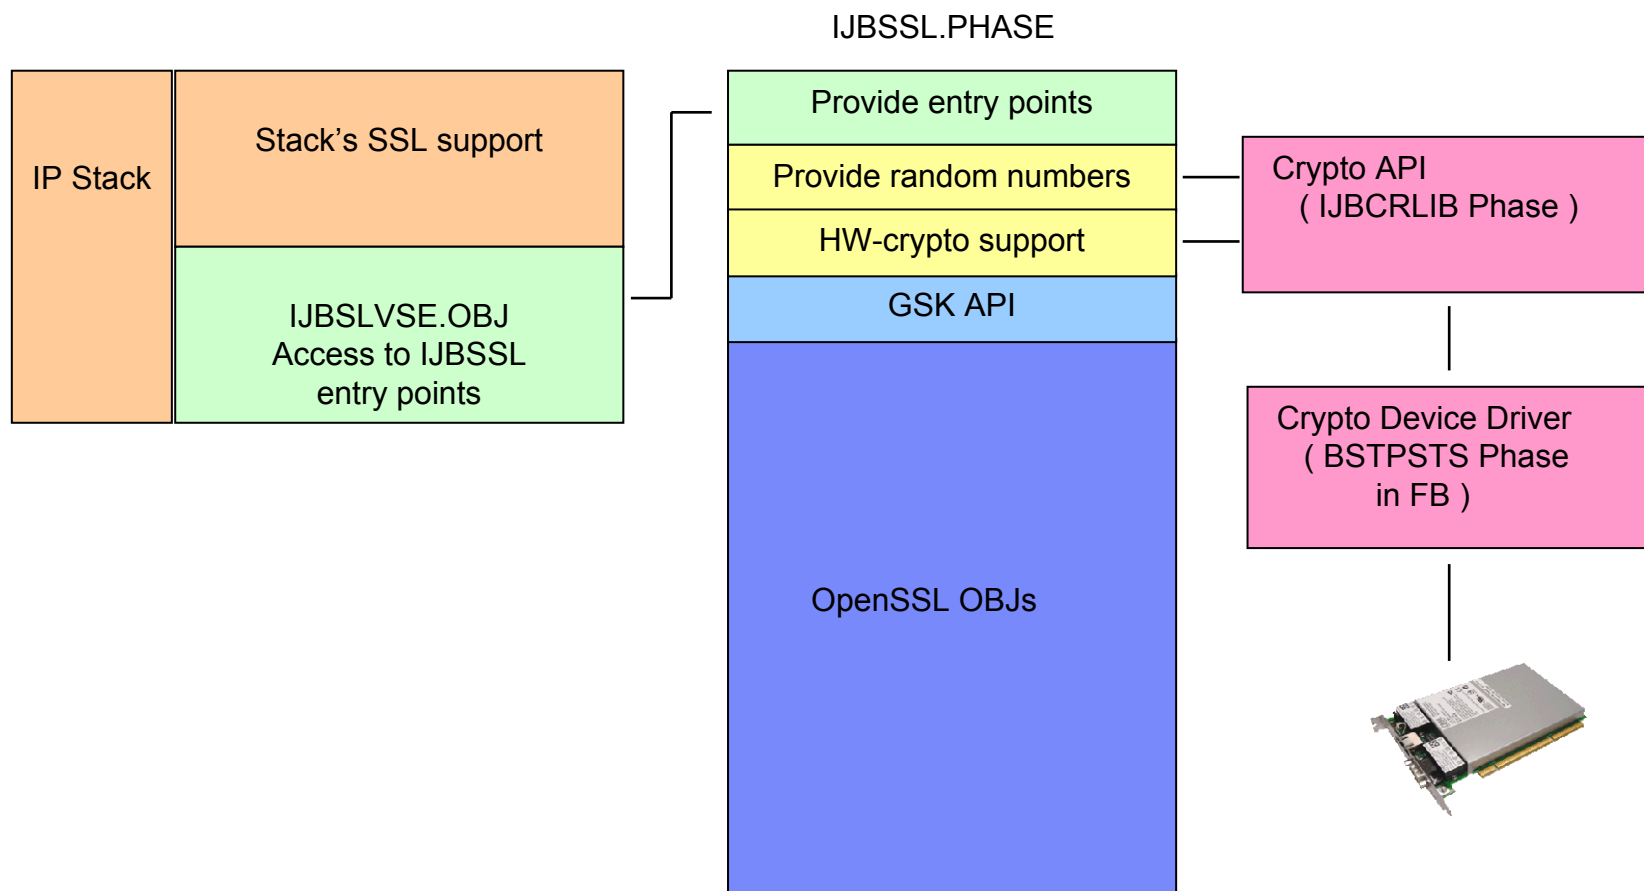 IJBSSL.PHASE
IP Stack
Stack's SSL support
IJBSLVSE.OBJ
Access to IJBSSL
entry points
Provide entry points
Provide random numbers
HW-crypto support
GSK API
OpenSSL OBJs
Crypto API
( IJBCRLIB Phase )
Crypto Device Driver
( BSTPSTS Phase
in FB )